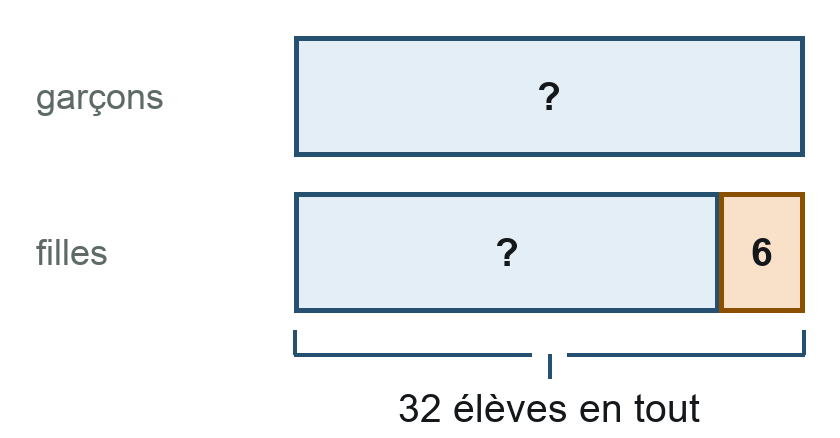 garçons ?
filles ? 6
32 élèves en tout